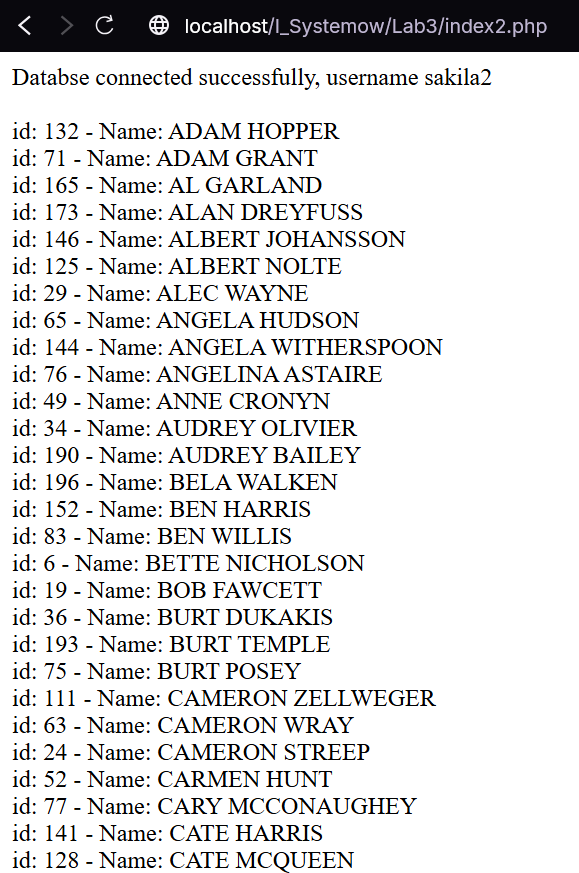 localhost/I_Systemow/Lab3/index2.php
Databse connected successfully, username sakila2
id: 132 - Name: ADAM HOPPER
id: 71 - Name: ADAM GRANT
id: 165 - Name: AL GARLAND
id: 173 - Name: ALAN DREYFUSS
id: 146 - Name: ALBERT JOHANSSON
id: 125 - Name: ALBERT NOLTE
id: 29 - Name: ALEC WAYNE
id: 65 - Name: ANGELA HUDSON
id: 144 - Name: ANGELA WITHERSPOON
id: 76 - Name: ANGELINA ASTAIRE
id: 49 - Name: ANNE CRONYN
id: 34 - Name: AUDREY OLIVIER
id: 190 - Name: AUDREY BAILEY
id: 196 - Name: BELA WALKEN
id: 152 - Name: BEN HARRIS
id: 83 - Name: BEN WILLIS
id: 6 - Name: BETTE NICHOLSON
id: 19 - Name: BOB FAWCETT
id: 36 - Name: BURT DUKAKIS
id: 193 - Name: BURT TEMPLE
id: 75 - Name: BURT POSEY
id: 111 - Name: CAMERON ZELLWEGER
id: 63 - Name: CAMERON WRAY
id: 24 - Name: CAMERON STREEP
id: 52 - Name: CARMEN HUNT
id: 77 - Name: CARY MCCONAUGHEY
id: 141 - Name: CATE HARRIS
id: 128 - Name: CATE MCQUEEN